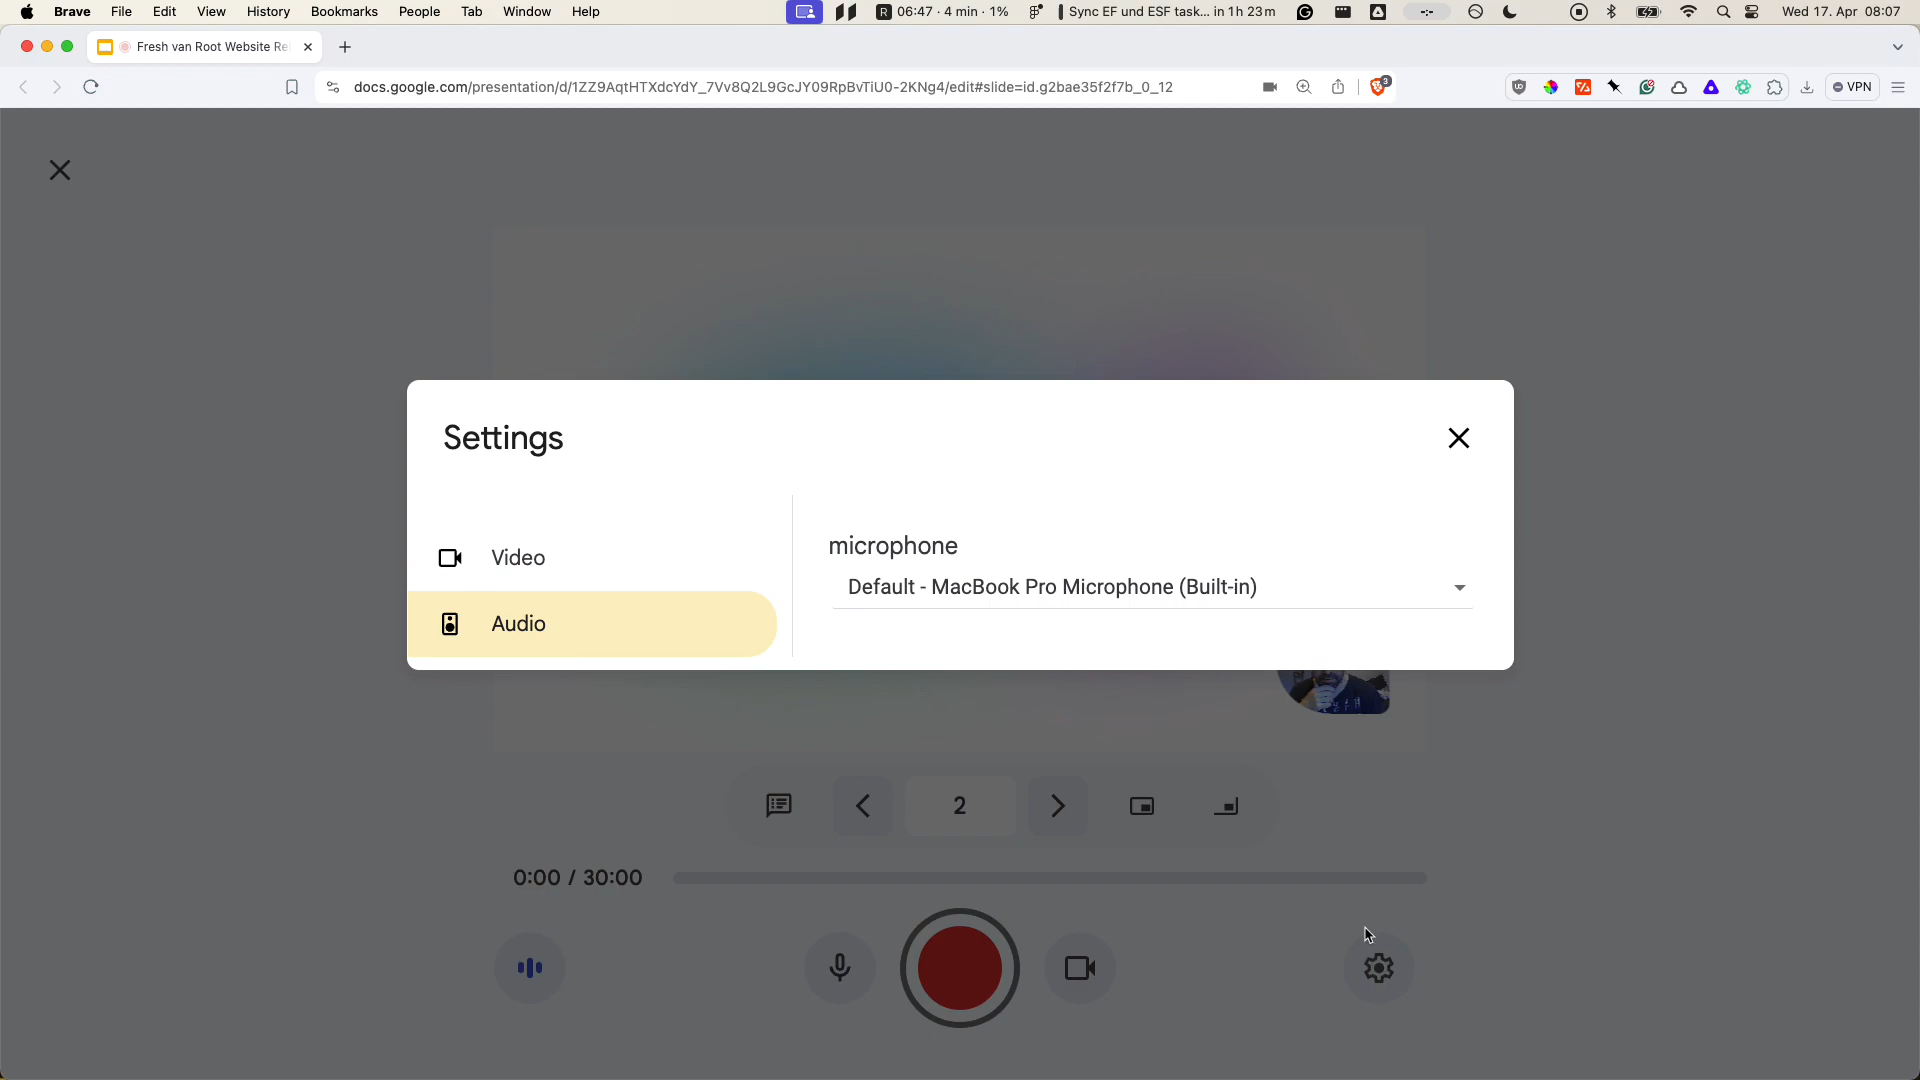 Brave File Edit View History Bookmarks People Tab Window Help R 06:47 · 4 min · 1% Sync EF und ESF task... in 1 h 23 m Wed 17. Apr 08:07
Fresh van Root Website Re
docs.google.com/presentation/d/1ZZ9AqtHTXdcYdY_7Vv8Q2L9GcJY09RpBvTiU0-2KNg4/edit#slide=id.g2bae35f2f7b_0_12 3 VPN
Settings
Video
Audio
microphone
Default - MacBook Pro Microphone (Built-in)
2
0:00 / 30:00